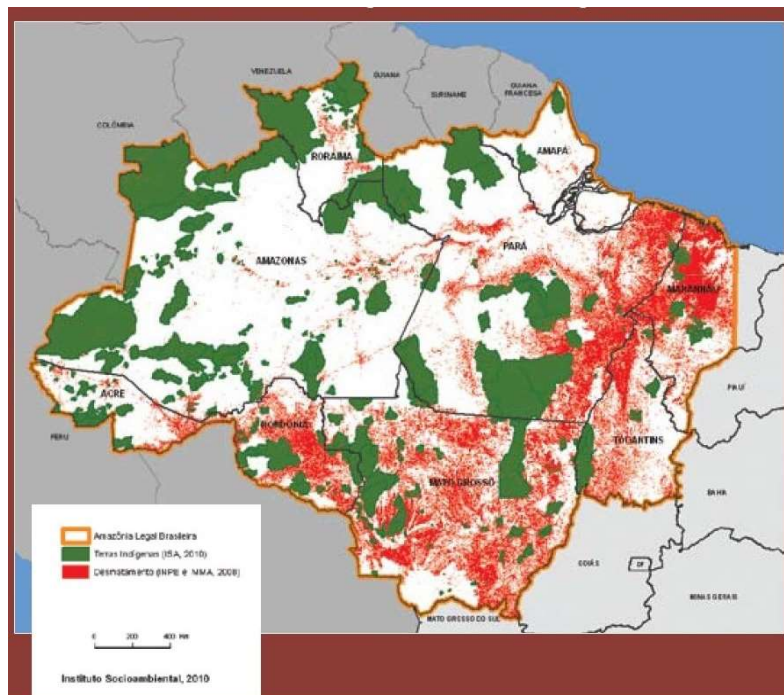 VENEZUELA
GUIANA
SURINAME
GUIANA
FRANCESA
COLÔMBIA
RORAIMA
AMAPÁ
AMAZONAS
PARÁ
MARANHÃO
ACRE
PERU
RONDÔNIA
MATO GROSSO
TOCANTINS
PIAUÍ
BAHIA
GOIÁS
DF
MINAS GERAIS
MATO GROSSO DO SUL
Amazônia Legal Brasileira
Terras Indígenas (ISA, 2010)
Desmatamento (INPE e MMA, 2008)
0 200 400 km
Instituto Socioambiental, 2010